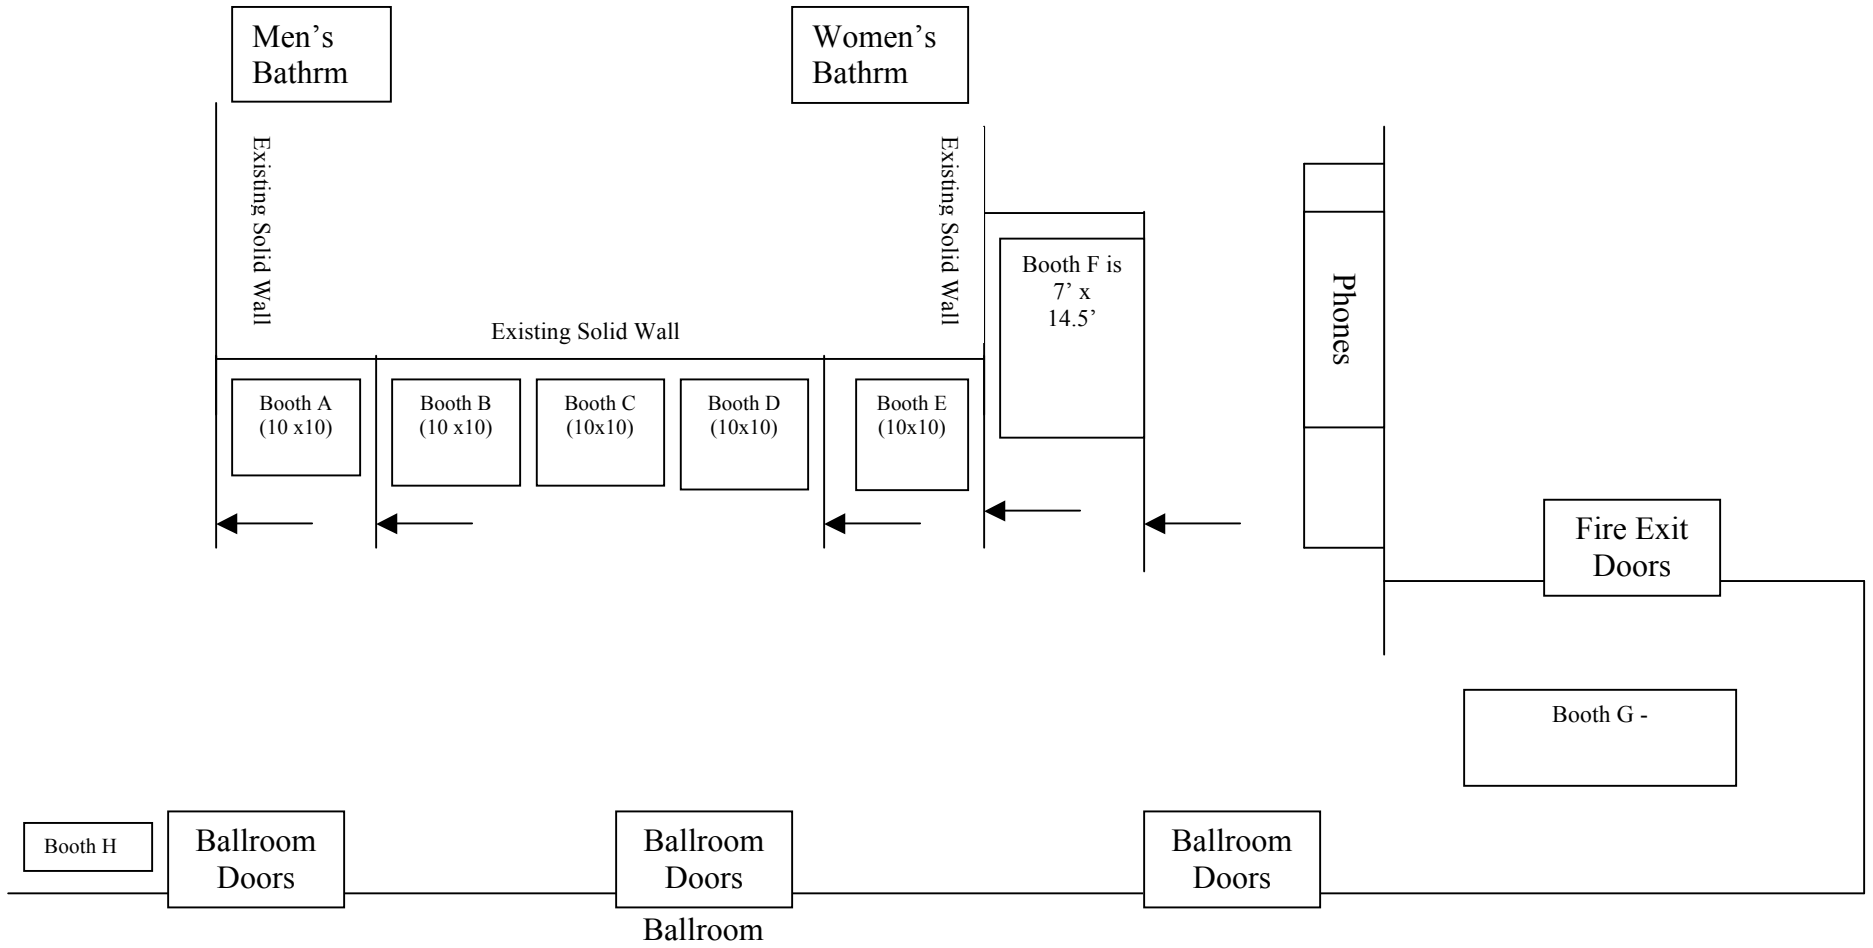 Men’s
Bathrm
Women’s
Bathrm
Existing Solid Wall
Existing Solid Wall
Existing Solid Wall
Booth F is
7’ x
14.5’
Phones
Booth A
(10 x10)
Booth B
(10 x10)
Booth C
(10x10)
Booth D
(10x10)
Booth E
(10x10)
Fire Exit
Doors
Booth G -
Booth H
Ballroom
Doors
Ballroom
Doors
Ballroom
Doors
Ballroom